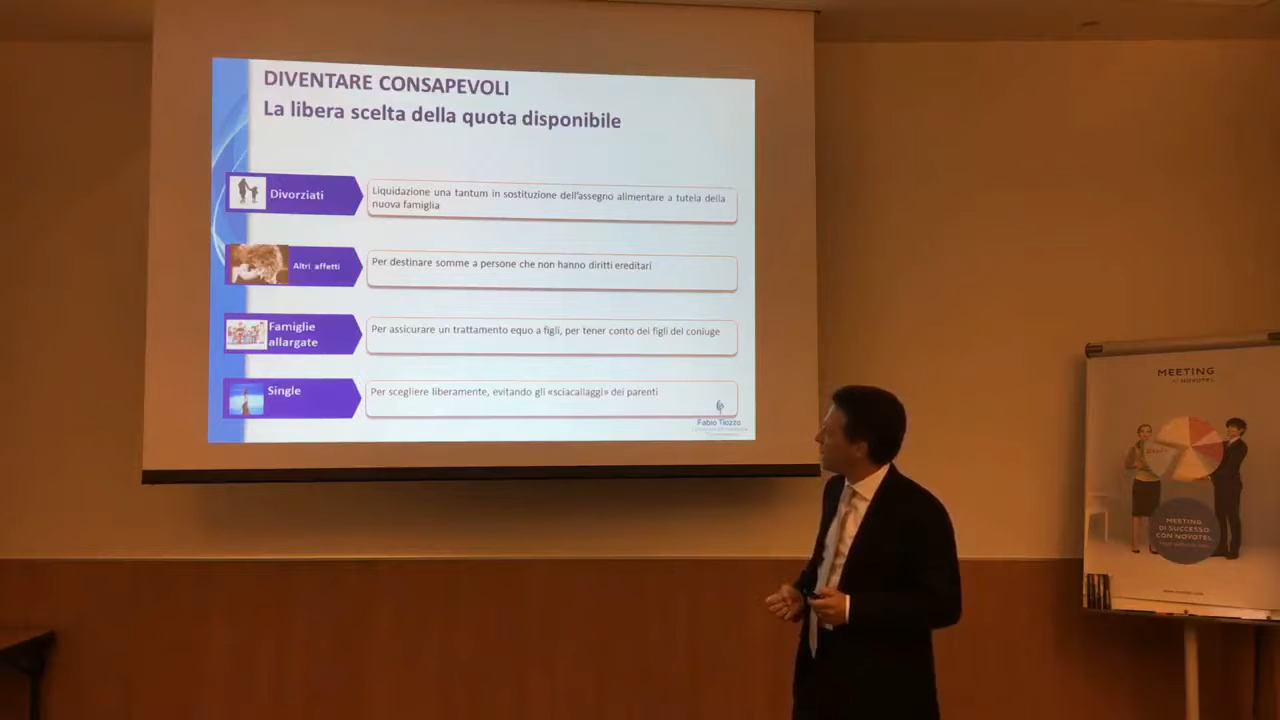 DIVENTARE CONSAPEVOLI
La libera scelta della quota disponibile
Divorziati
Liquidazione una tantum in sostituzione dell'assegno alimentare a tutela della
nuova famiglia
Altri affetti
Per destinare somme a persone che non hanno diritti ereditari
Famiglie
allargate
Per assicurare un trattamento equo a figli, per tener conto dei figli del coniuge
Single
Per scegliere liberamente, evitando gli «sciacallaggi» dei parenti
Fabio Tiozzo
MEETING
NOVOTEL
MEETING
DI SUCCESSO
CON NOVOTEL